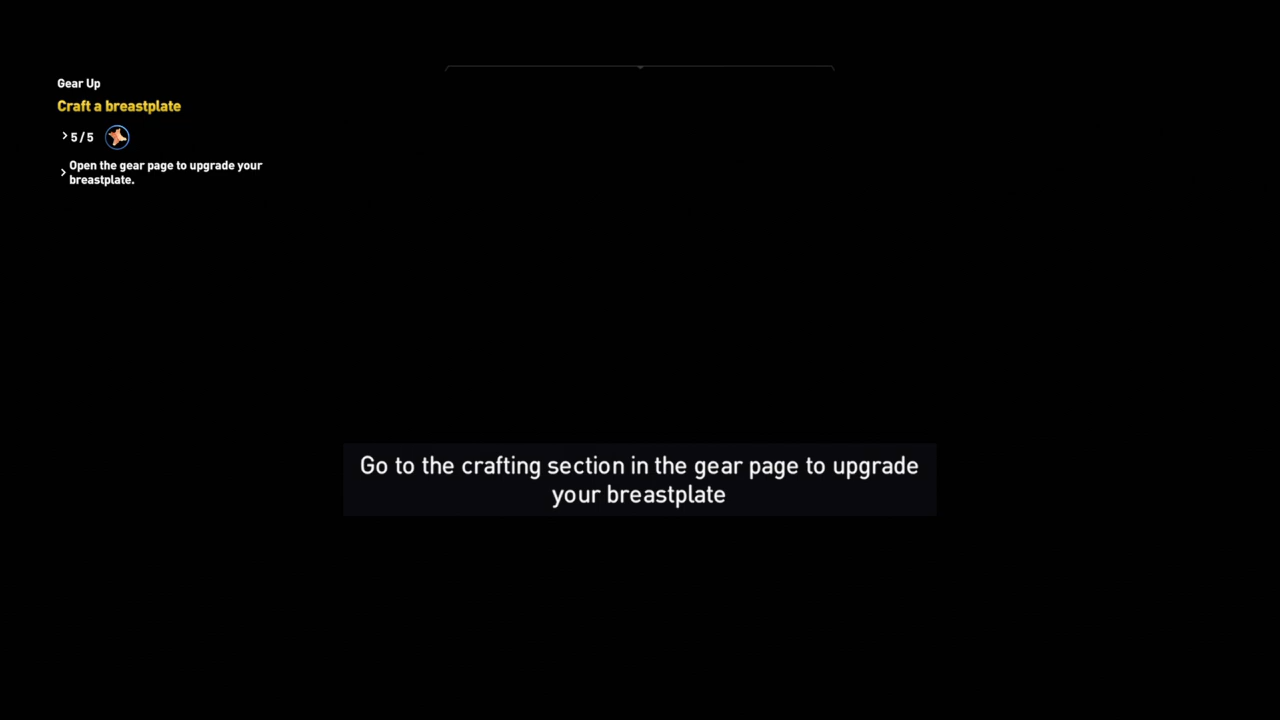 Gear Up
Craft a breastplate
5/5
Open the gear page to upgrade your
breastplate.
Go to the crafting section in the gear page to upgrade
your breastplate